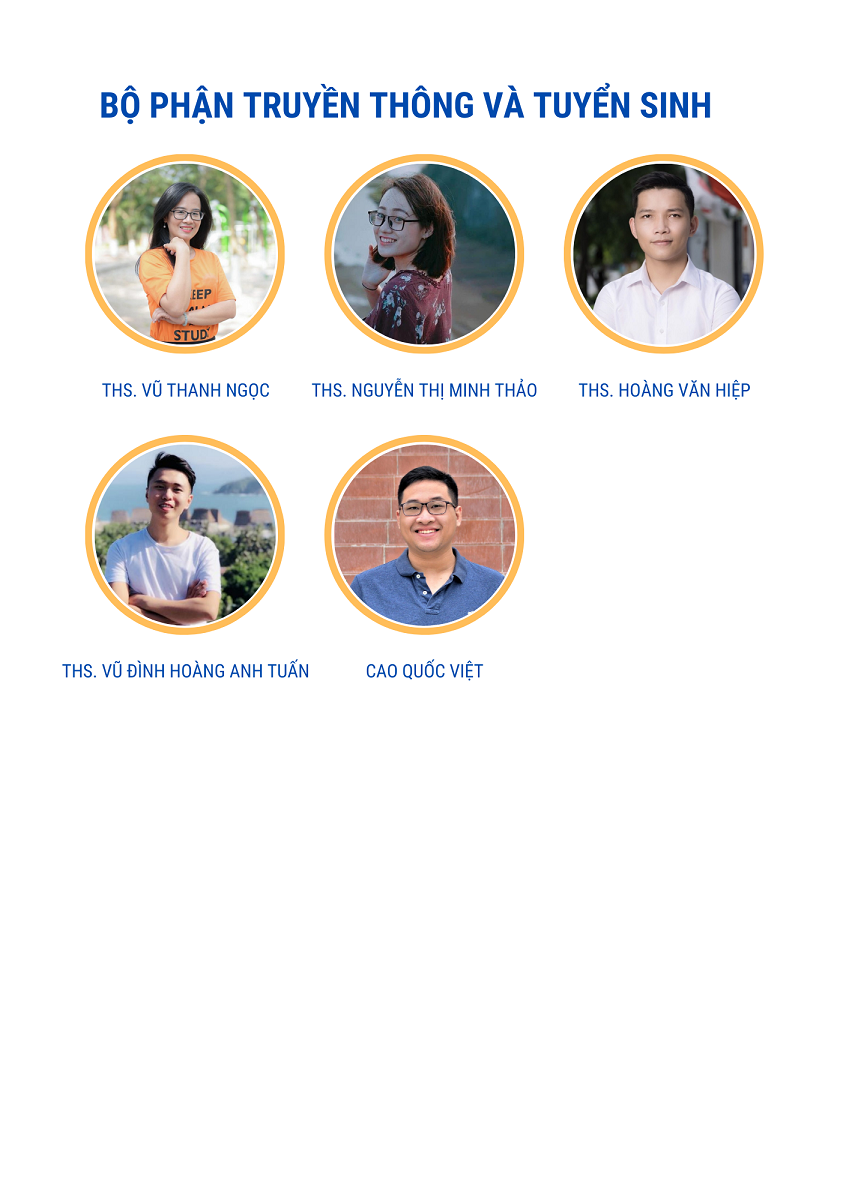 BỘ PHẬN TRUYỀN THÔNG VÀ TUYỂN SINH
STUDY
THS. VŨ THANH NGỌC
THS. NGUYỄN THỊ MINH THẢO
THS. HOÀNG VĂN HIỆP
THS. VŨ ĐÌNH HOÀNG ANH TUẤN
CAO QUỐC VIỆT